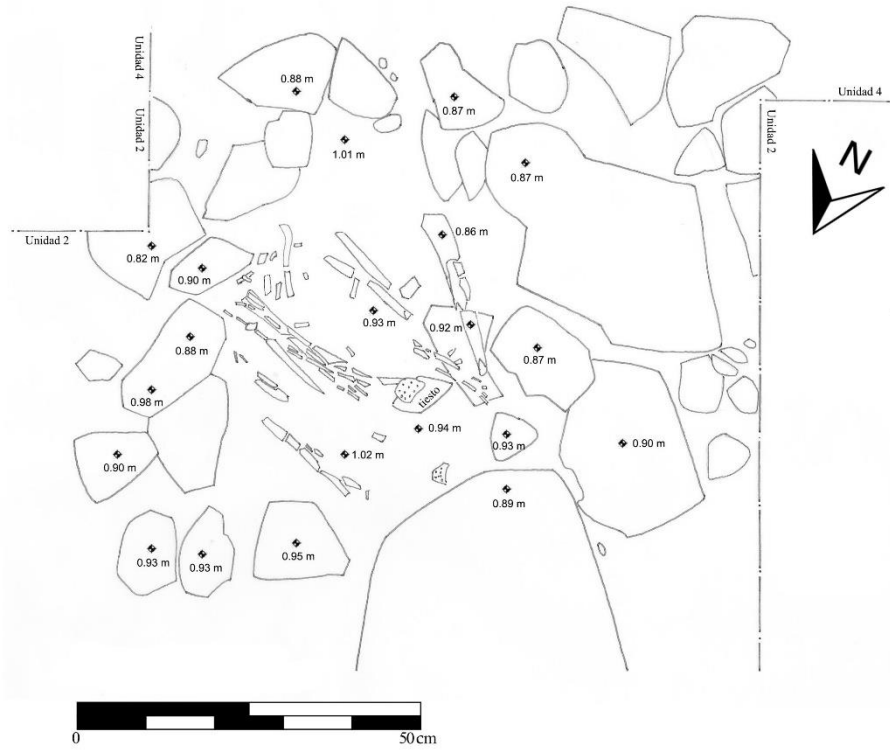 Unidad 4
Unidad 2
Unidad 2
Unidad 4
Unidad 2
N
0.88 m
0.87 m
1.01 m
0.87 m
0.86 m
0.82 m
0.90 m
0.93 m
0.92 m
0.88 m
0.87 m
0.98 m
tiesto
0.94 m
0.93 m
0.90 m
0.90 m
1.02 m
0.89 m
0.93 m
0.93 m
0.95 m
0
50 cm